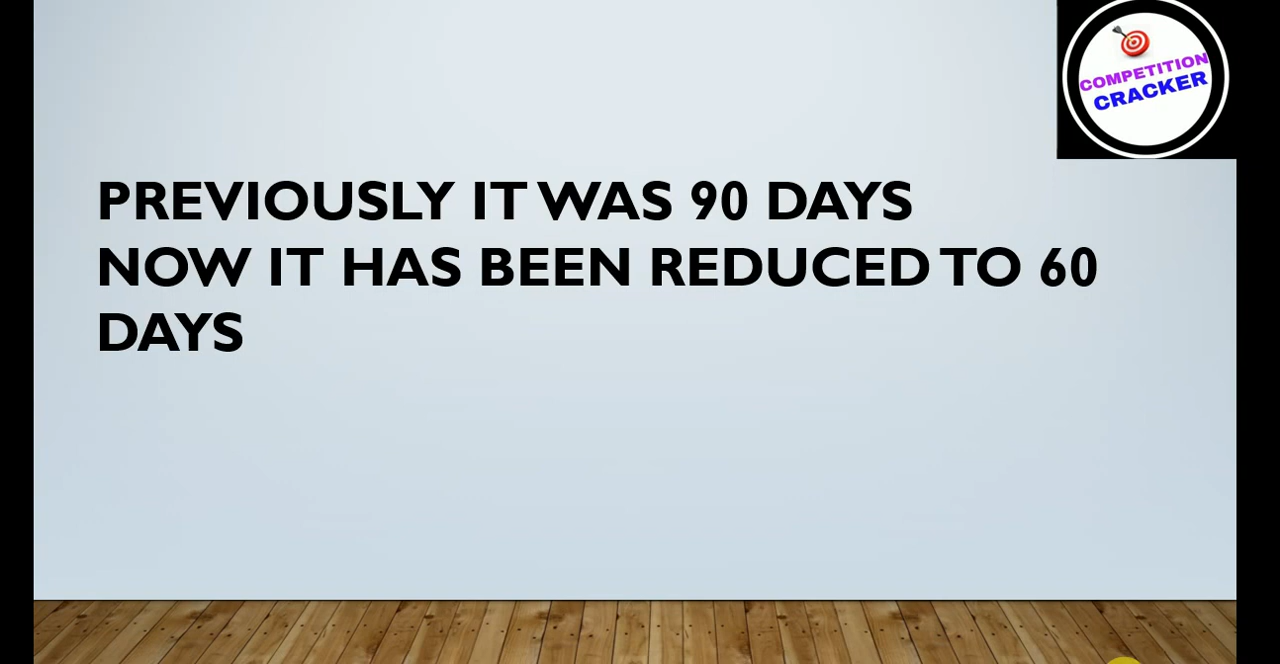 COMPETITION
CRACKER
PREVIOUSLY IT WAS 90 DAYS
NOW IT HAS BEEN REDUCED TO 60
DAYS